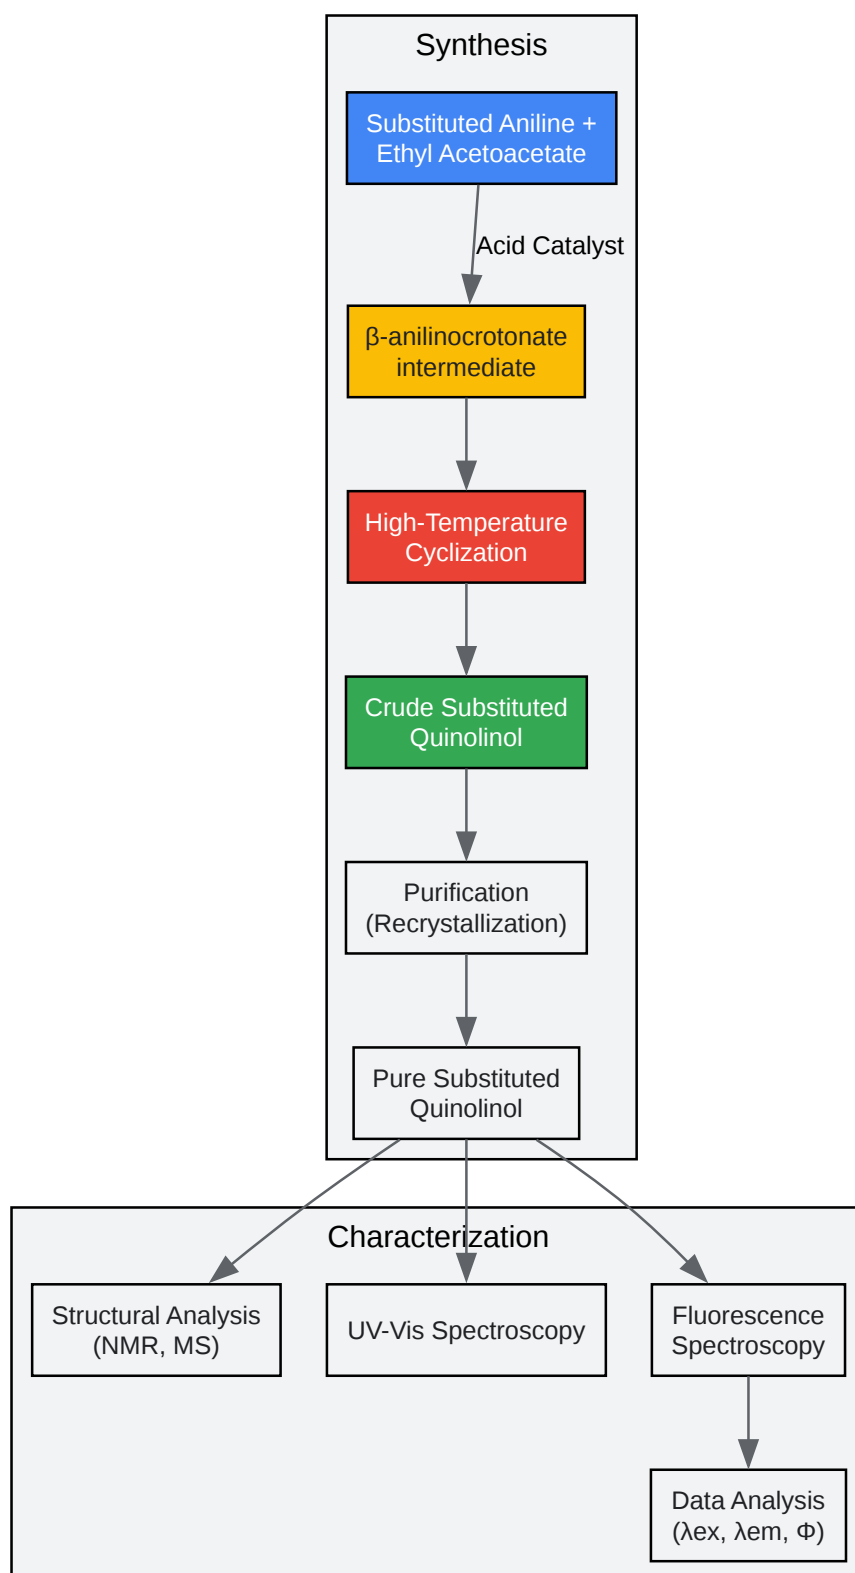 Synthesis
Substituted Aniline +
Ethyl Acetoacetate
Acid Catalyst
β-anilinocrotonate
intermediate
High-Temperature
Cyclization
Crude Substituted
Quinolinol
Purification
(Recrystallization)
Pure Substituted
Quinolinol
Characterization
Structural Analysis
(NMR, MS)
UV-Vis Spectroscopy
Fluorescence
Spectroscopy
Data Analysis
(λex, λem, Φ)